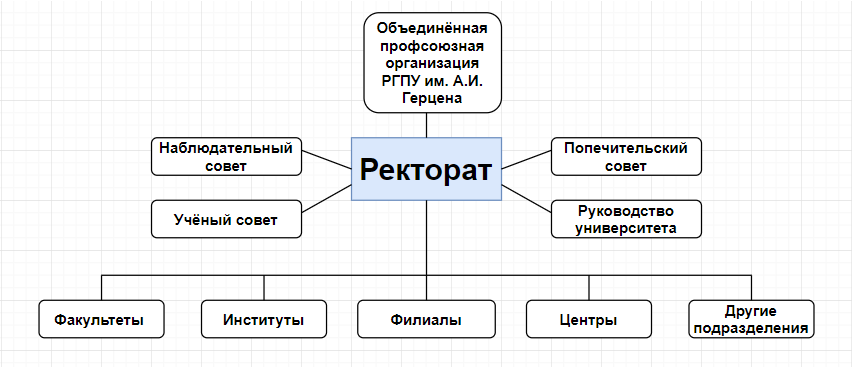 Объединённая
профсоюзная
организация
РГПУ им. А.И.
Герцена
Наблюдательный
совет
Ректорат
Попечительский
совет
Учёный совет
Руководство
университета
Факультеты
Институты
Филиалы
Центры
Другие
подразделения